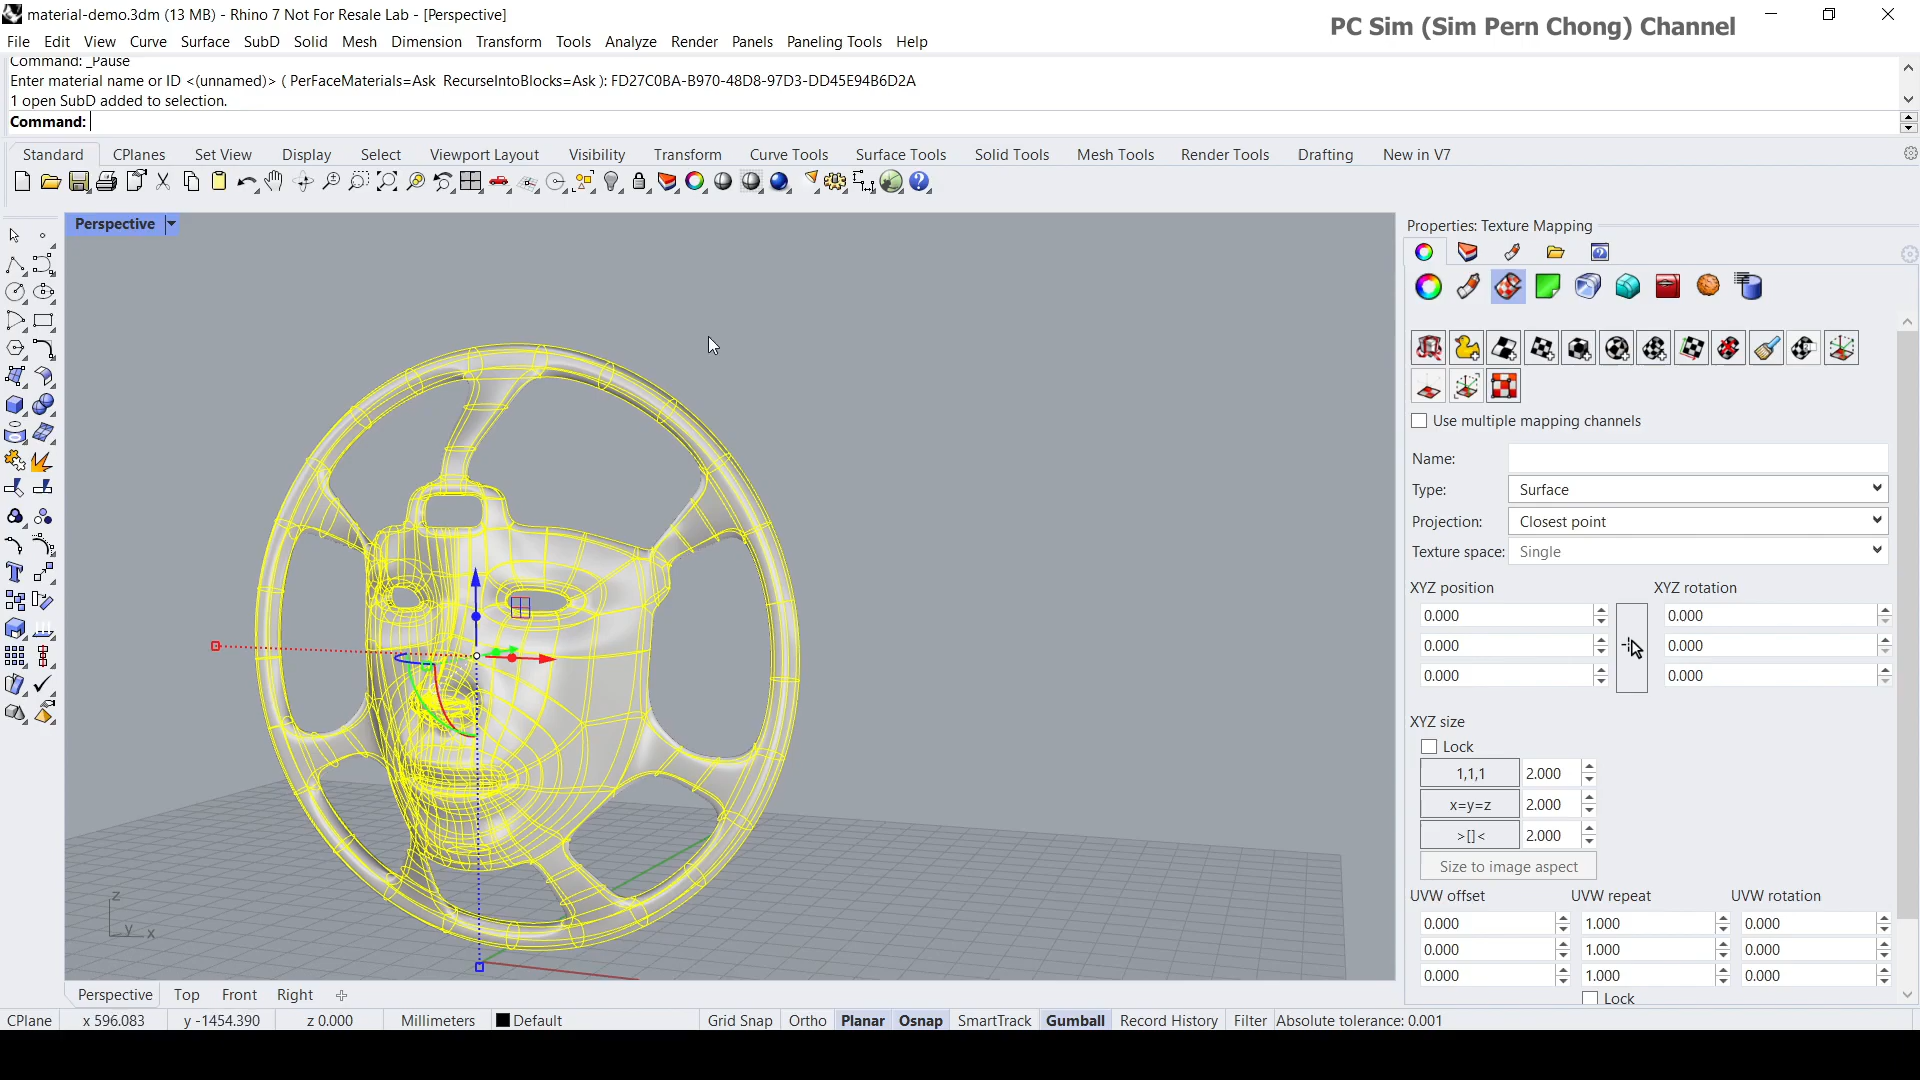 material-demo.3dm (13 MB) - Rhino 7 Not For Resale Lab - [Perspective]
PC Sim (Sim Pern Chong) Channel
File Edit View Curve Surface SubD Solid Mesh Dimension Transform Tools Analyze Render Panels Paneling Tools Help
Command: _Pause
Enter material name or ID <(unnamed)> ( PerFaceMaterials=Ask RecurseIntoBlocks=Ask ): FD27C0BA-B970-48D8-97D3-DD45E94B6D2A
1 open SubD added to selection.
Command:
Standard CPlanes Set View Display Select Viewport Layout Visibility Transform Curve Tools Surface Tools Solid Tools Mesh Tools Render Tools Drafting New in V7
Perspective
Properties: Texture Mapping
Use multiple mapping channels
Name:
Type: Surface
Projection: Closest point
Texture space: Single
XYZ position XYZ rotation
0.000 0.000
0.000 0.000
0.000 0.000
XYZ size
Lock
1,1,1 2.000
x=y=z 2.000
>[]< 2.000
Size to image aspect
UVW offset UVW repeat UVW rotation
0.000 1.000 0.000
0.000 1.000 0.000
0.000 1.000 0.000
Lock
z
y x
Perspective Top Front Right
CPlane x 596.083 y -1454.390 z 0.000 Millimeters Default Grid Snap Ortho Planar Osnap SmartTrack Gumball Record History Filter Absolute tolerance: 0.001